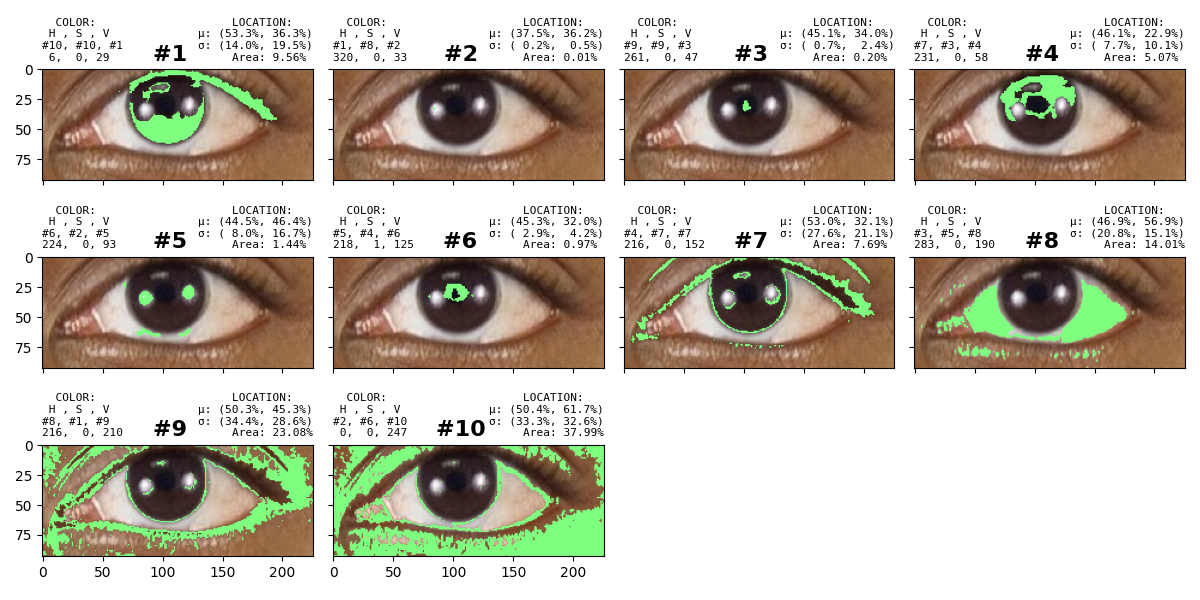 COLOR: LOCATION:
H , S , V μ: (53.3%, 36.3%)
#10, #10, #1 #1 σ: (14.0%, 19.5%)
6, 0, 29 Area: 9.56%
COLOR: LOCATION:
H , S , V μ: (37.5%, 36.2%)
#1, #8, #2 #2 σ: ( 0.2%, 0.5%)
320, 0, 33 Area: 0.01%
COLOR: LOCATION:
H , S , V μ: (45.1%, 34.0%)
#9, #9, #3 #3 σ: ( 0.7%, 2.4%)
261, 0, 47 Area: 0.20%
COLOR: LOCATION:
H , S , V μ: (46.1%, 22.9%)
#7, #3, #4 #4 σ: ( 7.7%, 10.1%)
231, 0, 58 Area: 5.07%
0
25
50
75
COLOR: LOCATION:
H , S , V μ: (44.5%, 46.4%)
#6, #2, #5 #5 σ: ( 8.0%, 16.7%)
224, 0, 93 Area: 1.44%
COLOR: LOCATION:
H , S , V μ: (45.3%, 32.0%)
#5, #4, #6 #6 σ: ( 2.9%, 4.2%)
218, 1, 125 Area: 0.97%
COLOR: LOCATION:
H , S , V μ: (53.0%, 32.1%)
#4, #7, #7 #7 σ: (27.6%, 21.1%)
216, 0, 152 Area: 7.69%
COLOR: LOCATION:
H , S , V μ: (46.9%, 56.9%)
#3, #5, #8 #8 σ: (20.8%, 15.1%)
283, 0, 190 Area: 14.01%
0
25
50
75
COLOR: LOCATION:
H , S , V μ: (50.3%, 45.3%)
#8, #1, #9 #9 σ: (34.4%, 28.6%)
216, 0, 210 Area: 23.08%
COLOR: LOCATION:
H , S , V μ: (50.4%, 61.7%)
#2, #6, #10 #10 σ: (33.3%, 32.6%)
0, 0, 247 Area: 37.99%
0
25
50
75
0 50 100 150 200
0 50 100 150 200